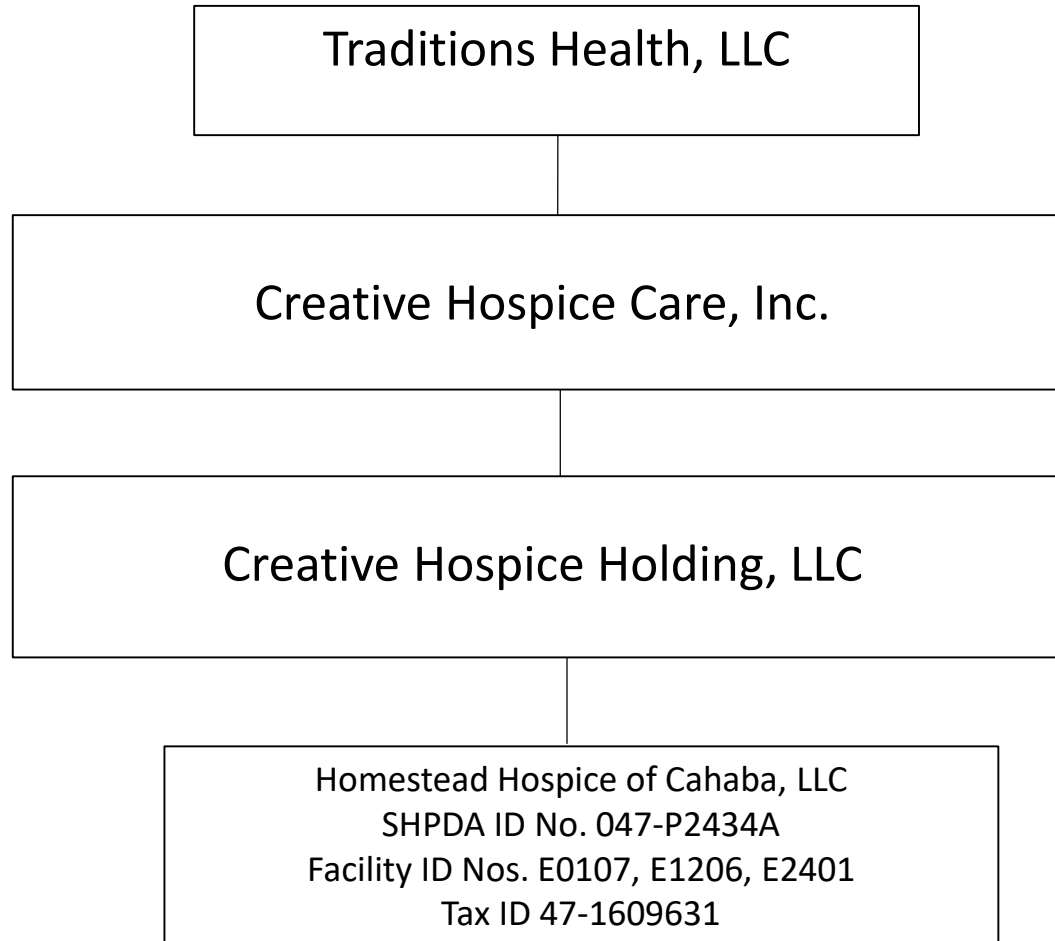 Traditions Health, LLC
Creative Hospice Care, Inc.
Creative Hospice Holding, LLC
Homestead Hospice of Cahaba, LLC
SHPDA ID No. 047-P2434A
Facility ID Nos. E0107, E1206, E2401
Tax ID 47-1609631